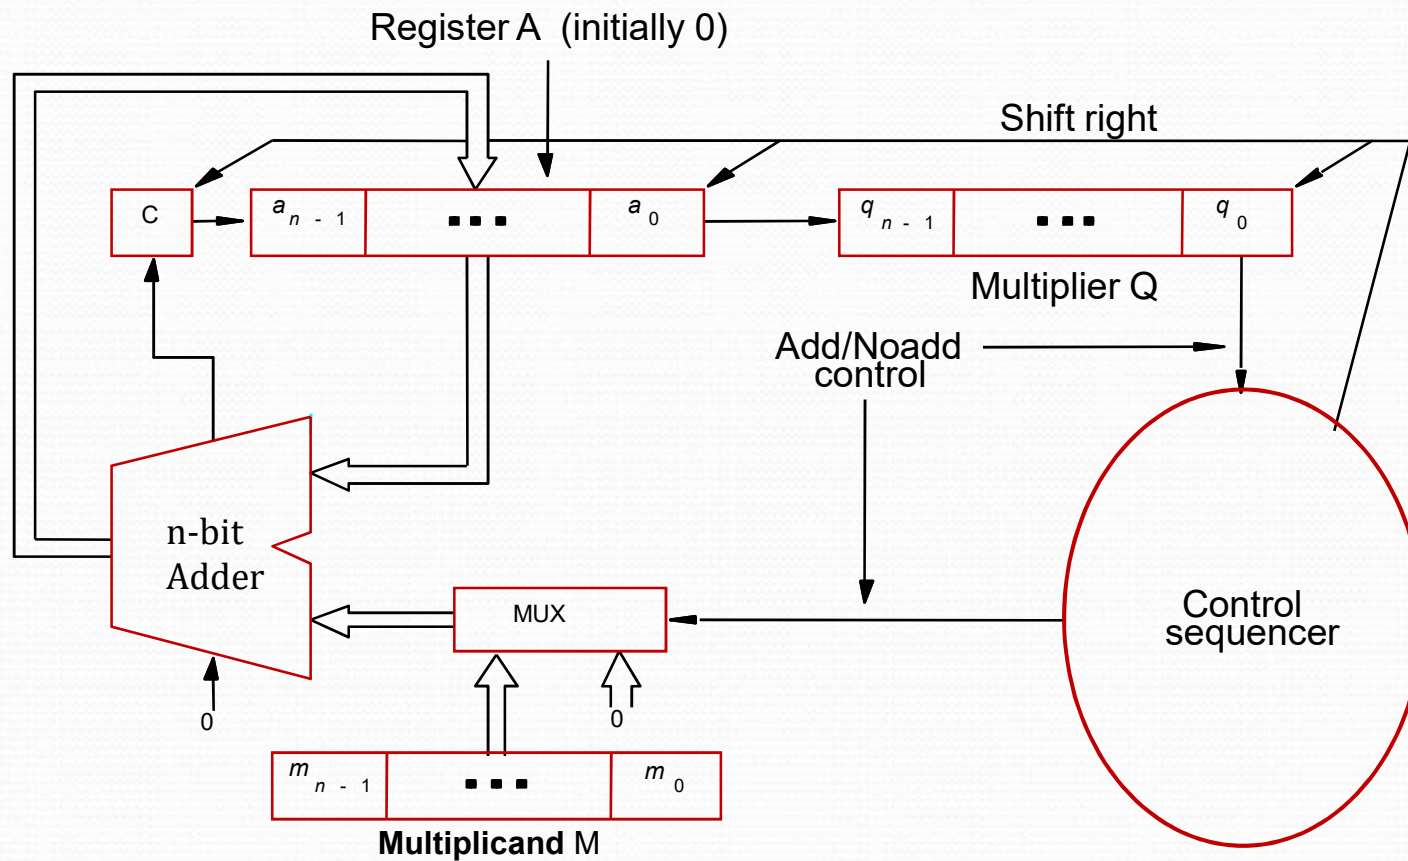 Register A (initially 0)
Shift right
C
a n - 1
a 0
q n - 1
q 0
Multiplier Q
Add/Noadd
control
n-bit
Adder
MUX
Control
sequencer
0
0
m n - 1
m 0
Multiplicand M